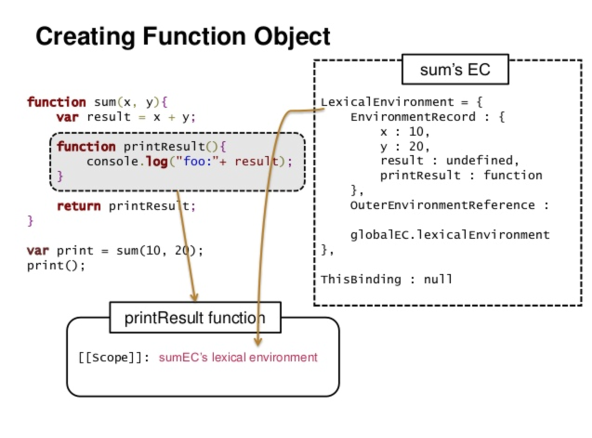 Creating Function Object
sum's EC
function sum(x, y){
var result = x + y;
function printResult(){
console.log("foo:"+ result);
}
return printResult;
}
var print = sum(10, 20);
print();
LexicalEnvironment = {
EnvironmentRecord : {
x : 10,
y : 20,
result : undefined,
printResult : function
},
OuterEnvironmentReference :
globalEC.lexicalEnvironment
},
ThisBinding : null
printResult function
[[Scope]]: sumEC's lexical environment